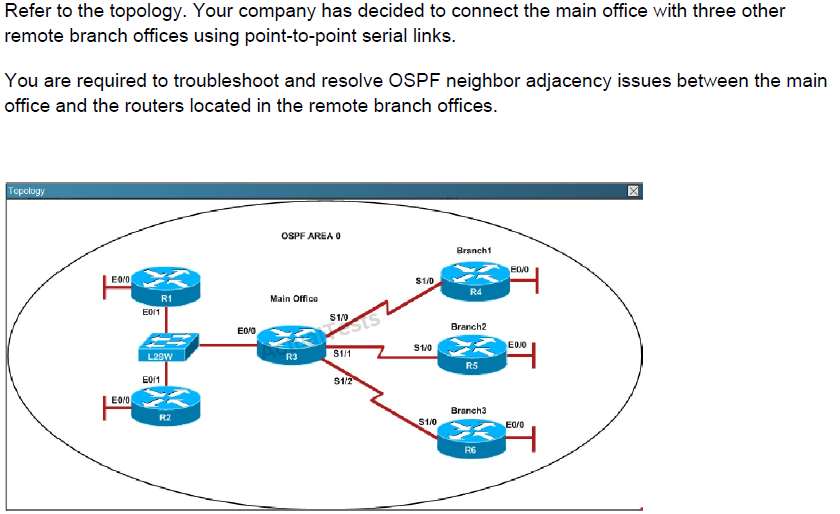 Refer to the topology. Your company has decided to connect the main office with three other
remote branch offices using point-to-point serial links.
You are required to troubleshoot and resolve OSPF neighbor adjacency issues between the main
office and the routers located in the remote branch offices.
Topology
OSPF AREA 0
Branch1
E0/0
E0/0
S1/0
R4
R1
Main Office
E0/1
S1/0
Branch2
E0/0
S1/0
E0/0
L2SW
R3
S1/1
R5
E0/1
S1/2
E0/0
Branch3
R2
S1/0
E0/0
R6